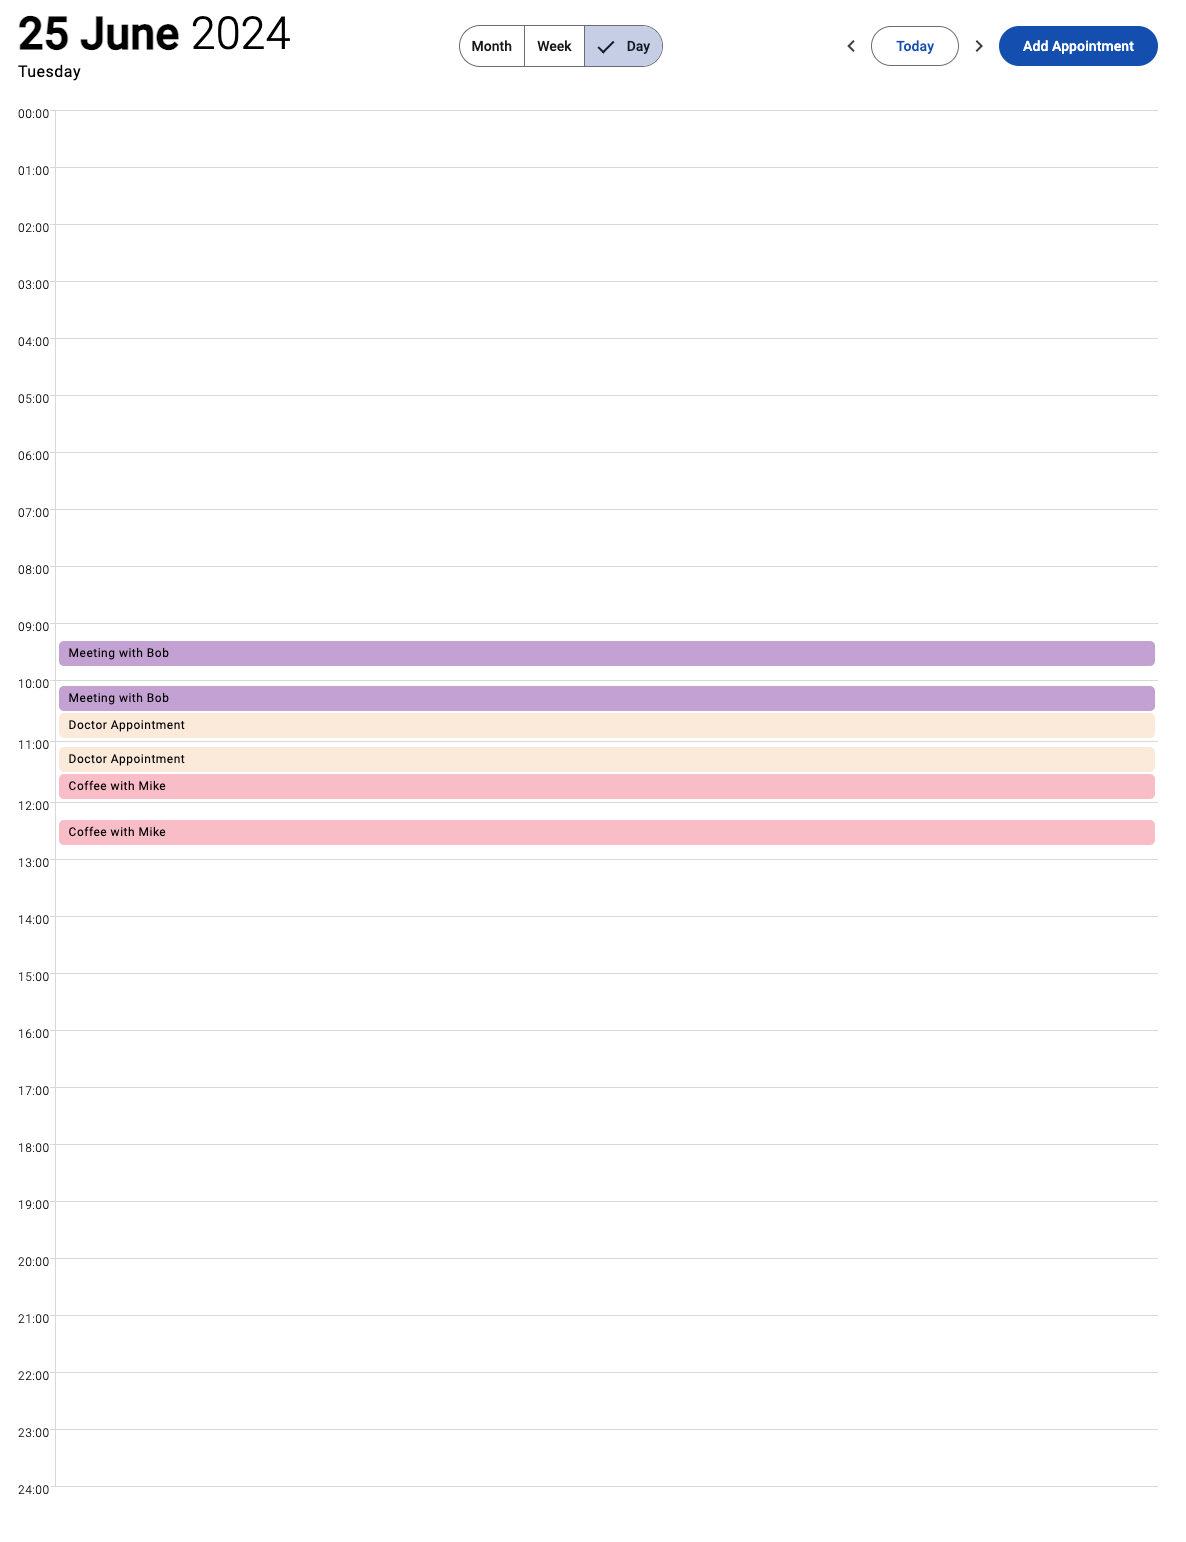 25 June 2024
Tuesday
Month Week Day
Today
Add Appointment
00:00
01:00
02:00
03:00
04:00
05:00
06:00
07:00
08:00
09:00
Meeting with Bob
10:00
Meeting with Bob
Doctor Appointment
11:00
Doctor Appointment
Coffee with Mike
12:00
Coffee with Mike
13:00
14:00
15:00
16:00
17:00
18:00
19:00
20:00
21:00
22:00
23:00
24:00